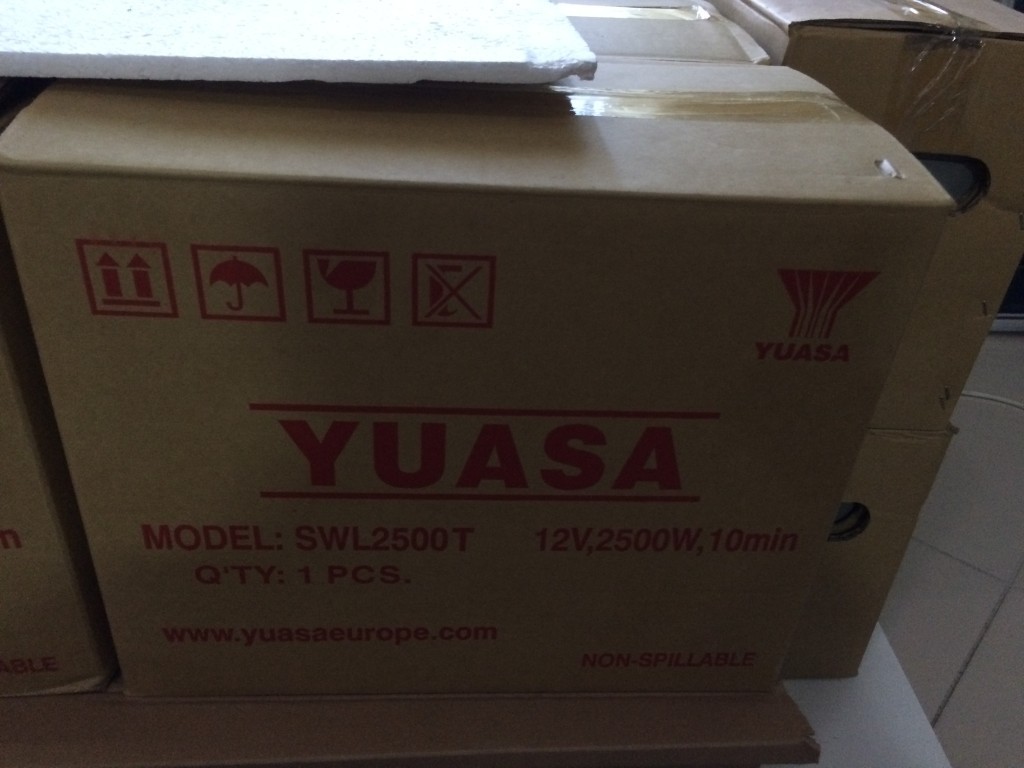 YUASA
YUASA
MODEL: SWL2500T 12V,2500W,10min
Q'TY: 1 PCS.
www.yuasaeurope.com
NON-SPILLABLE